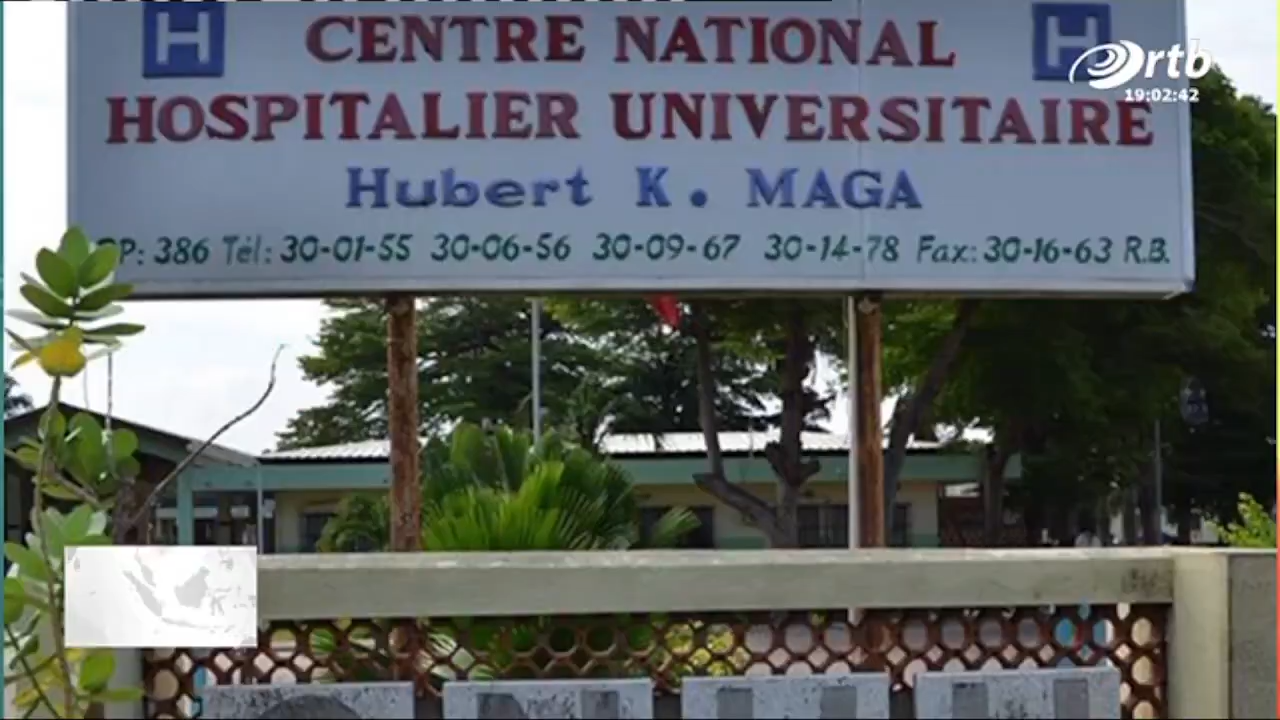 H CENTRE NATIONAL H
HOSPITALIER UNIVERSITAIRE
Hubert K. MAGA
BP: 386 Tél: 30-01-55 30-06-56 30-09-67 30-14-78 Fax: 30-16-63 R.B.
ortb
19:02:42